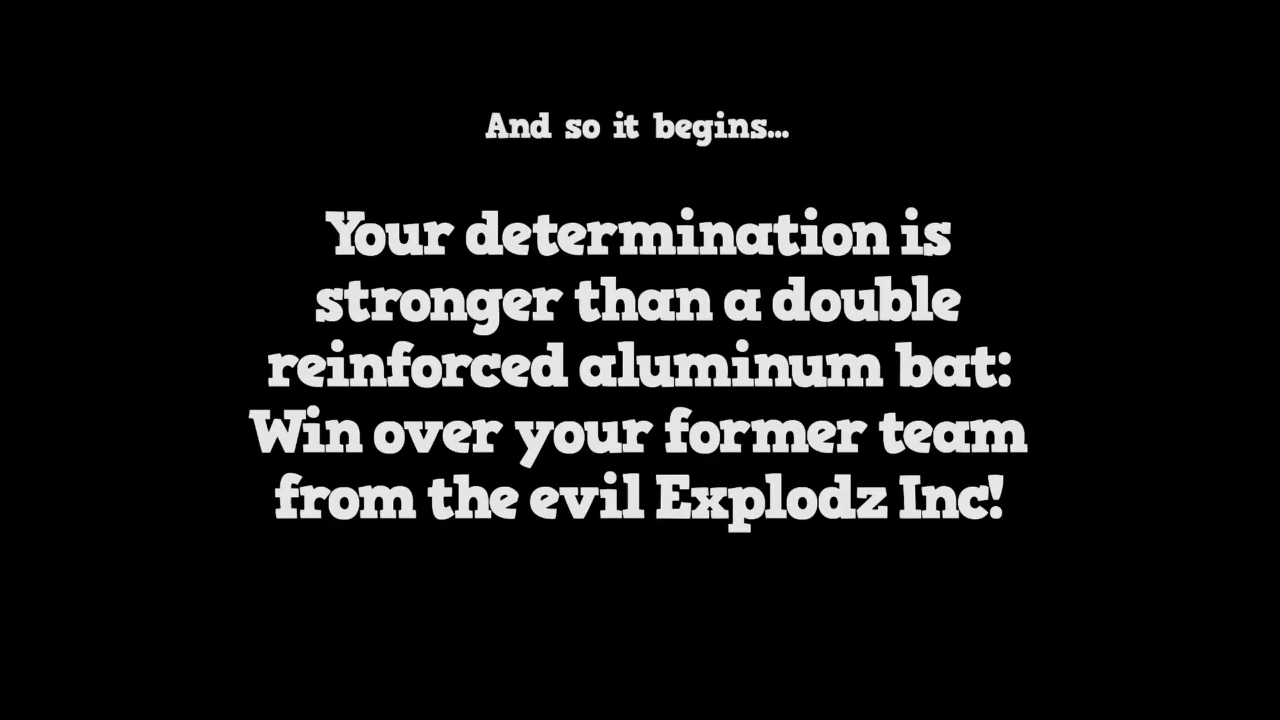 And so it begins...
Your determination is
stronger than a double
reinforced aluminum bat:
Win over your former team
from the evil Explodz Inc!